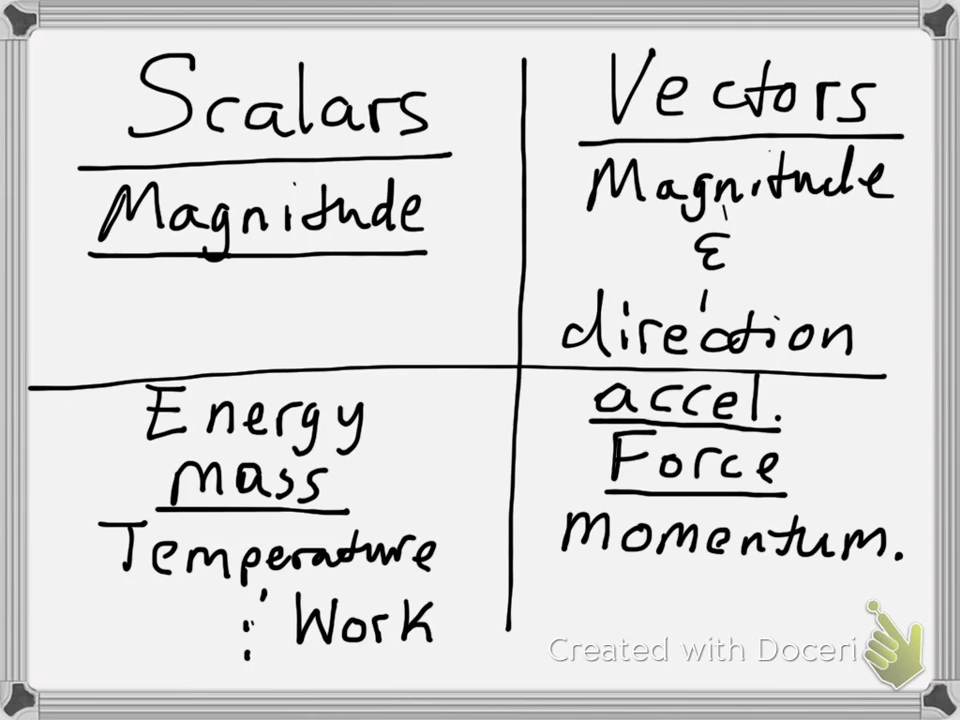 Scalars
Magnitude
Energy
mass
Temperature
Work
Vectors
Magnitude
&
direction
accel.
Force
momentum.
Created with Doceri